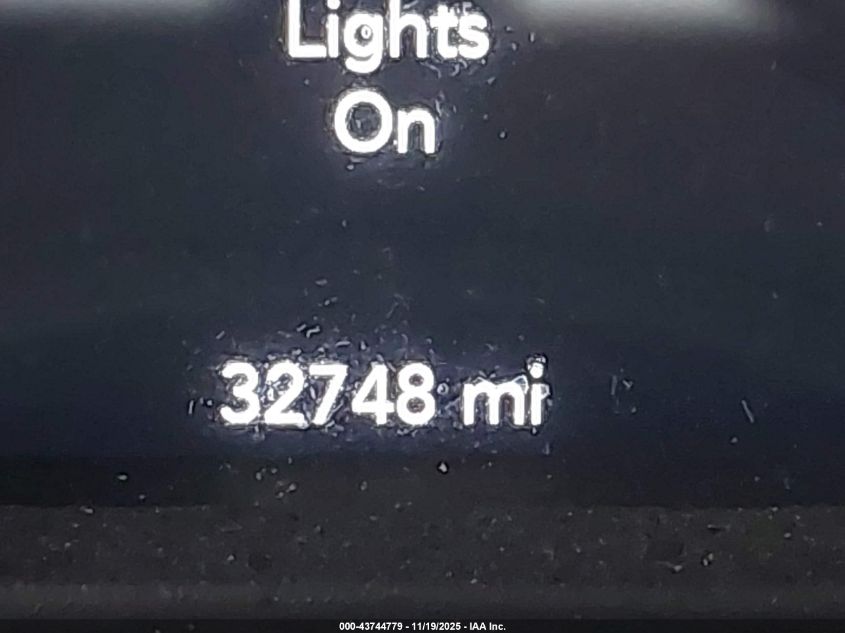 Lights
On
32748 mi
000-43744779 - 11/19/2025 - IAA Inc.